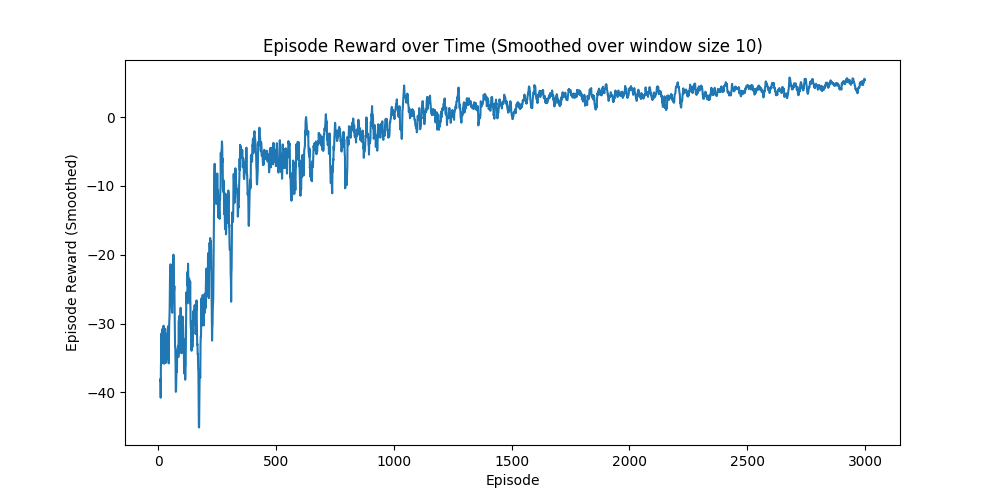 Episode Reward over Time (Smoothed over window size 10)
Episode Reward (Smoothed)
0
−10
−20
−30
−40
0 500 1000 1500 2000 2500 3000
Episode